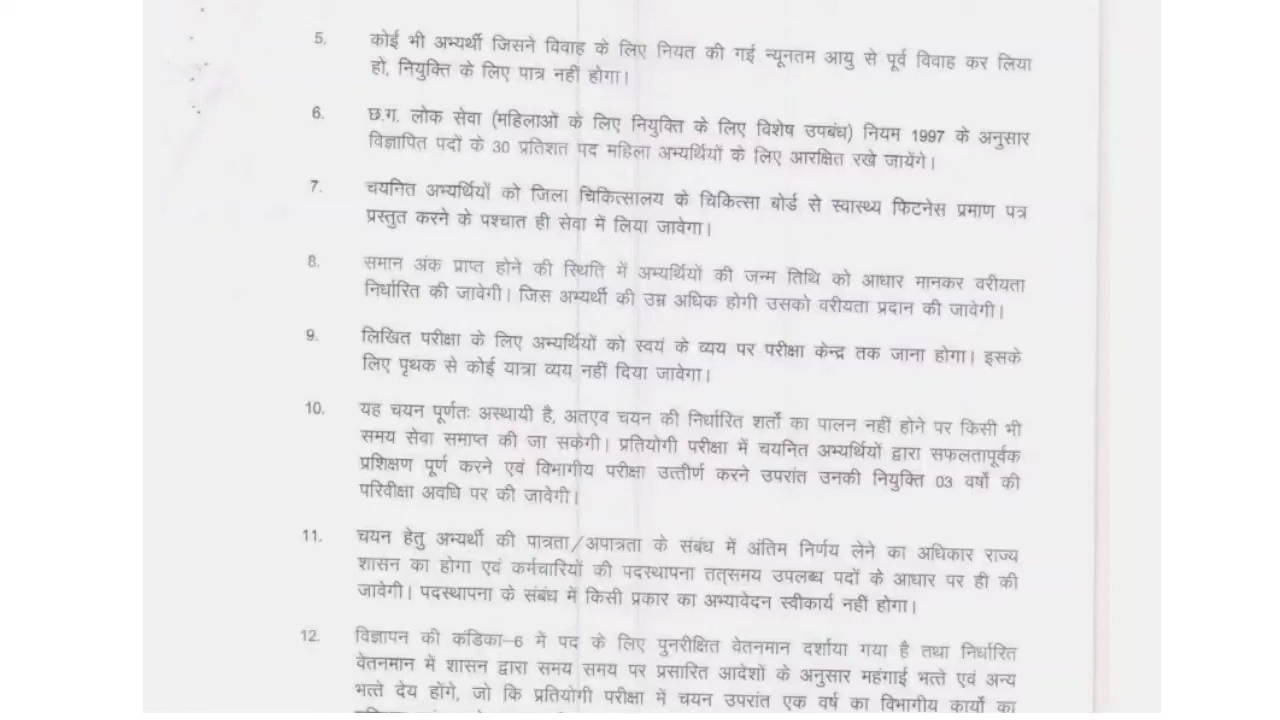 5. कोई भी अभ्यर्थी जिसने विवाह के लिए नियत की गई न्यूनतम आयु से पूर्व विवाह कर लिया
हो, नियुक्ति के लिए पात्र नहीं होगा।
6. छ.ग. लोक सेवा (महिलाओं के लिए नियुक्ति के लिए विशेष उपबंध) नियम 1997 के अनुसार
विज्ञापित पदों के 30 प्रतिशत पद महिला अभ्यर्थियों के लिए आरक्षित रखे जायेंगे।
7. चयनित अभ्यर्थियों को जिला चिकित्सालय के चिकित्सा बोर्ड से स्वास्थ्य फिटनेस प्रमाण पत्र
प्रस्तुत करने के पश्चात ही सेवा में लिया जावेगा।
8. समान अंक प्राप्त होने की स्थिति में अभ्यर्थियों की जन्म तिथि को आधार मानकर वरीयता
निर्धारित की जावेगी। जिस अभ्यर्थी की उम्र अधिक होगी उसको वरीयता प्रदान की जावेगी।
9. लिखित परीक्षा के लिए अभ्यर्थियों को स्वयं के व्यय पर परीक्षा केन्द्र तक जाना होगा। इसके
लिए पृथक से कोई यात्रा व्यय नहीं दिया जावेगा।
10. यह चयन पूर्णतः अस्थायी है, अतएव चयन की निर्धारित शर्तों का पालन नहीं होने पर किसी भी
समय सेवा समाप्त की जा सकेगी। प्रतियोगी परीक्षा में चयनित अभ्यर्थियों द्वारा सफलतापूर्वक
प्रशिक्षण पूर्ण करने एवं विभागीय परीक्षा उत्तीर्ण करने उपरांत उनकी नियुक्ति 03 वर्षों की
परिवीक्षा अवधि पर की जावेगी।
11. चयन हेतु अभ्यर्थी की पात्रता/अपात्रता के संबंध में अंतिम निर्णय लेने का अधिकार राज्य
शासन का होगा एवं कर्मचारियों की पदस्थापना तत्समय उपलब्ध पदों के आधार पर ही की
जावेगी। पदस्थापना के संबंध में किसी प्रकार का अभ्यावेदन स्वीकार्य नहीं होगा।
12. विज्ञापन की कंडिका–6 में पद के लिए पुनरीक्षित वेतनमान दर्शाया गया है तथा निर्धारित
वेतनमान में शासन द्वारा समय समय पर प्रसारित आदेशों के अनुसार महंगाई भत्ते एवं अन्य
भत्ते देय होंगे, जो कि प्रतियोगी परीक्षा में चयन उपरांत एक वर्ष का विभागीय कार्यों का